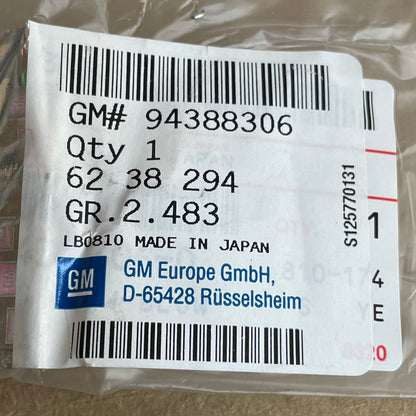 GM# 94388306
Qty 1
62 38 294
GR.2.483
LB0810 MADE IN JAPAN
GM
GM Europe GmbH,
D-65428 Rüsselsheim
S125770131
1
4
YE